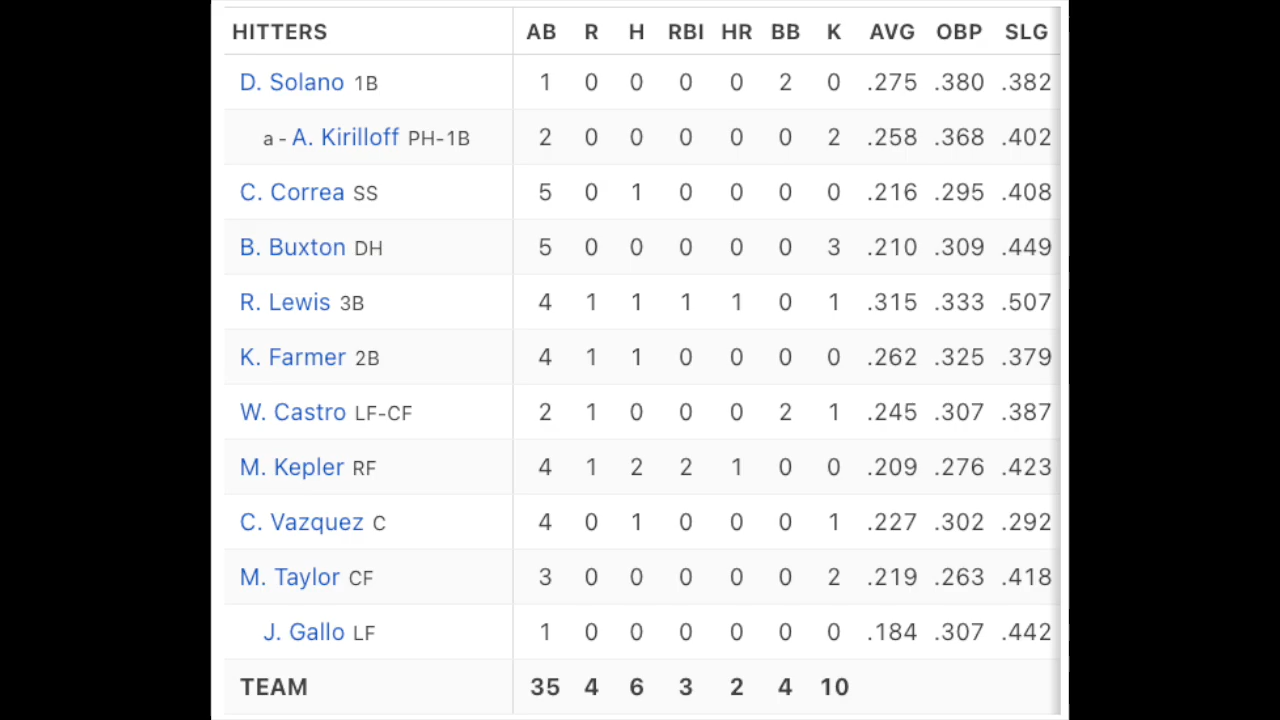 HITTERS AB R H RBI HR BB K AVG OBP SLG
D. Solano 1B 1 0 0 0 0 2 0 .275 .380 .382
a - A. Kirilloff PH-1B 2 0 0 0 0 0 2 .258 .368 .402
C. Correa SS 5 0 1 0 0 0 0 .216 .295 .408
B. Buxton DH 5 0 0 0 0 0 3 .210 .309 .449
R. Lewis 3B 4 1 1 1 1 0 1 .315 .333 .507
K. Farmer 2B 4 1 1 0 0 0 0 .262 .325 .379
W. Castro LF-CF 2 1 0 0 0 2 1 .245 .307 .387
M. Kepler RF 4 1 2 2 1 0 0 .209 .276 .423
C. Vazquez C 4 0 1 0 0 0 1 .227 .302 .292
M. Taylor CF 3 0 0 0 0 0 2 .219 .263 .418
J. Gallo LF 1 0 0 0 0 0 0 .184 .307 .442
TEAM 35 4 6 3 2 4 10